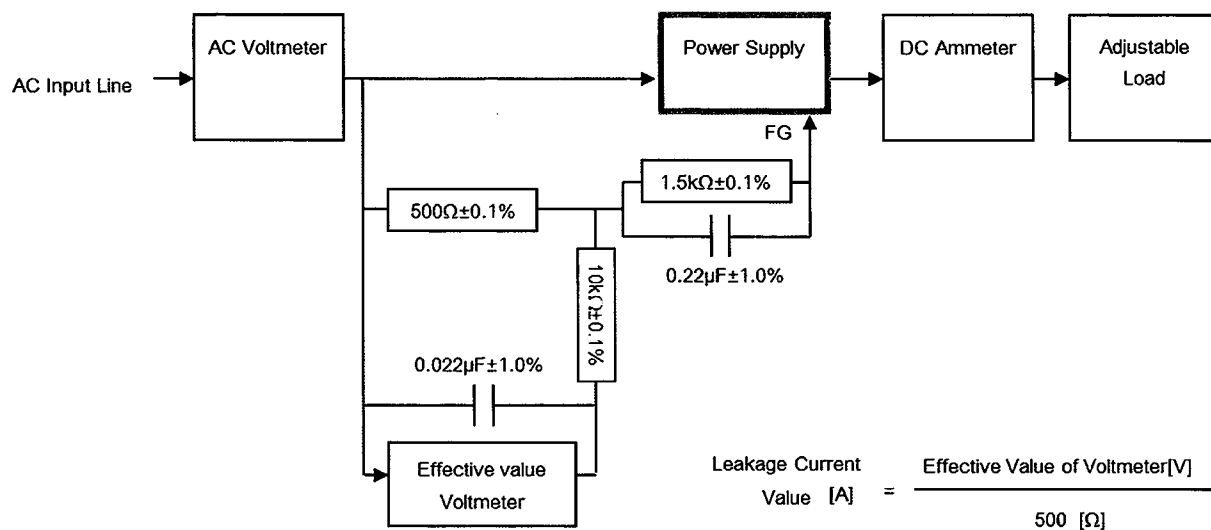 AC Voltmeter
Power Supply
DC Ammeter
Adjustable
Load
AC Input Line
FG
1.5kΩ±0.1%
500Ω±0.1%
0.22µF±1.0%
10kΩ±0.1%
0.022µF±1.0%
Effective value
Voltmeter
Leakage Current
Value [A] = Effective Value of Voltmeter[V]
500 [Ω]